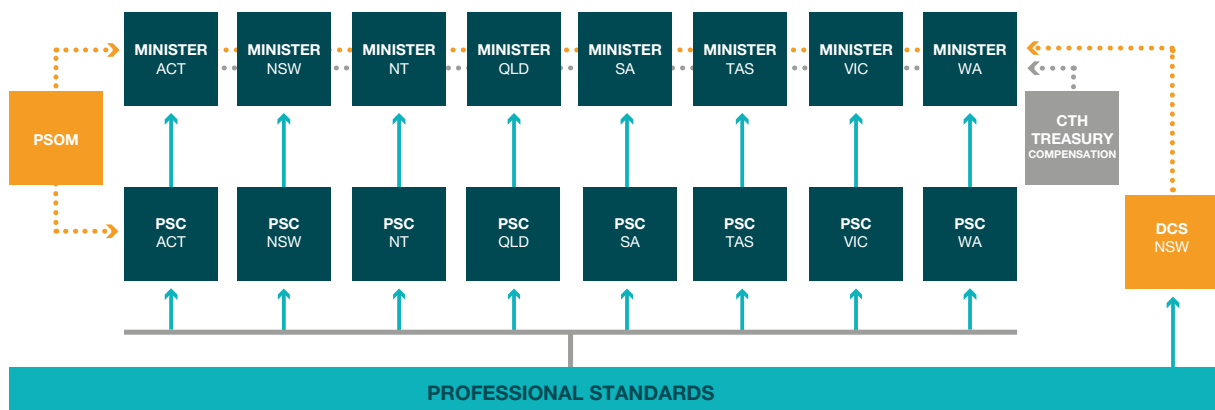 MINISTER
ACT
MINISTER
NSW
MINISTER
NT
MINISTER
QLD
MINISTER
SA
MINISTER
TAS
MINISTER
VIC
MINISTER
WA
PSOM
CTH
TREASURY
COMPENSATION
PSC
ACT
PSC
NSW
PSC
NT
PSC
QLD
PSC
SA
PSC
TAS
PSC
VIC
PSC
WA
DCS
NSW
PROFESSIONAL STANDARDS